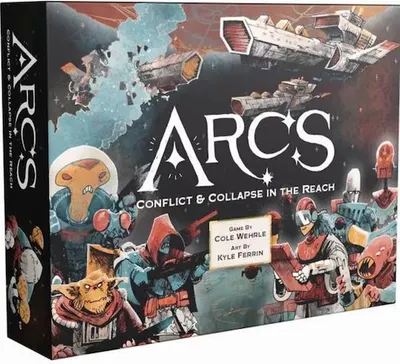 ARCS
CONFLICT & COLLAPSE IN THE REACH
GAME BY
COLE WEHRLE
ART BY
KYLE FERRIN
ARCS
CONFLICT & COLLAPSE IN THE REACH